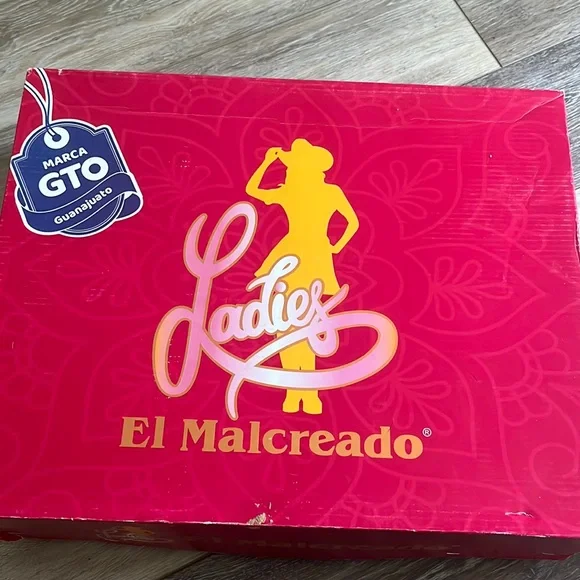 MARCA
GTO
Guanajuato
Ladies
El Malcreado®